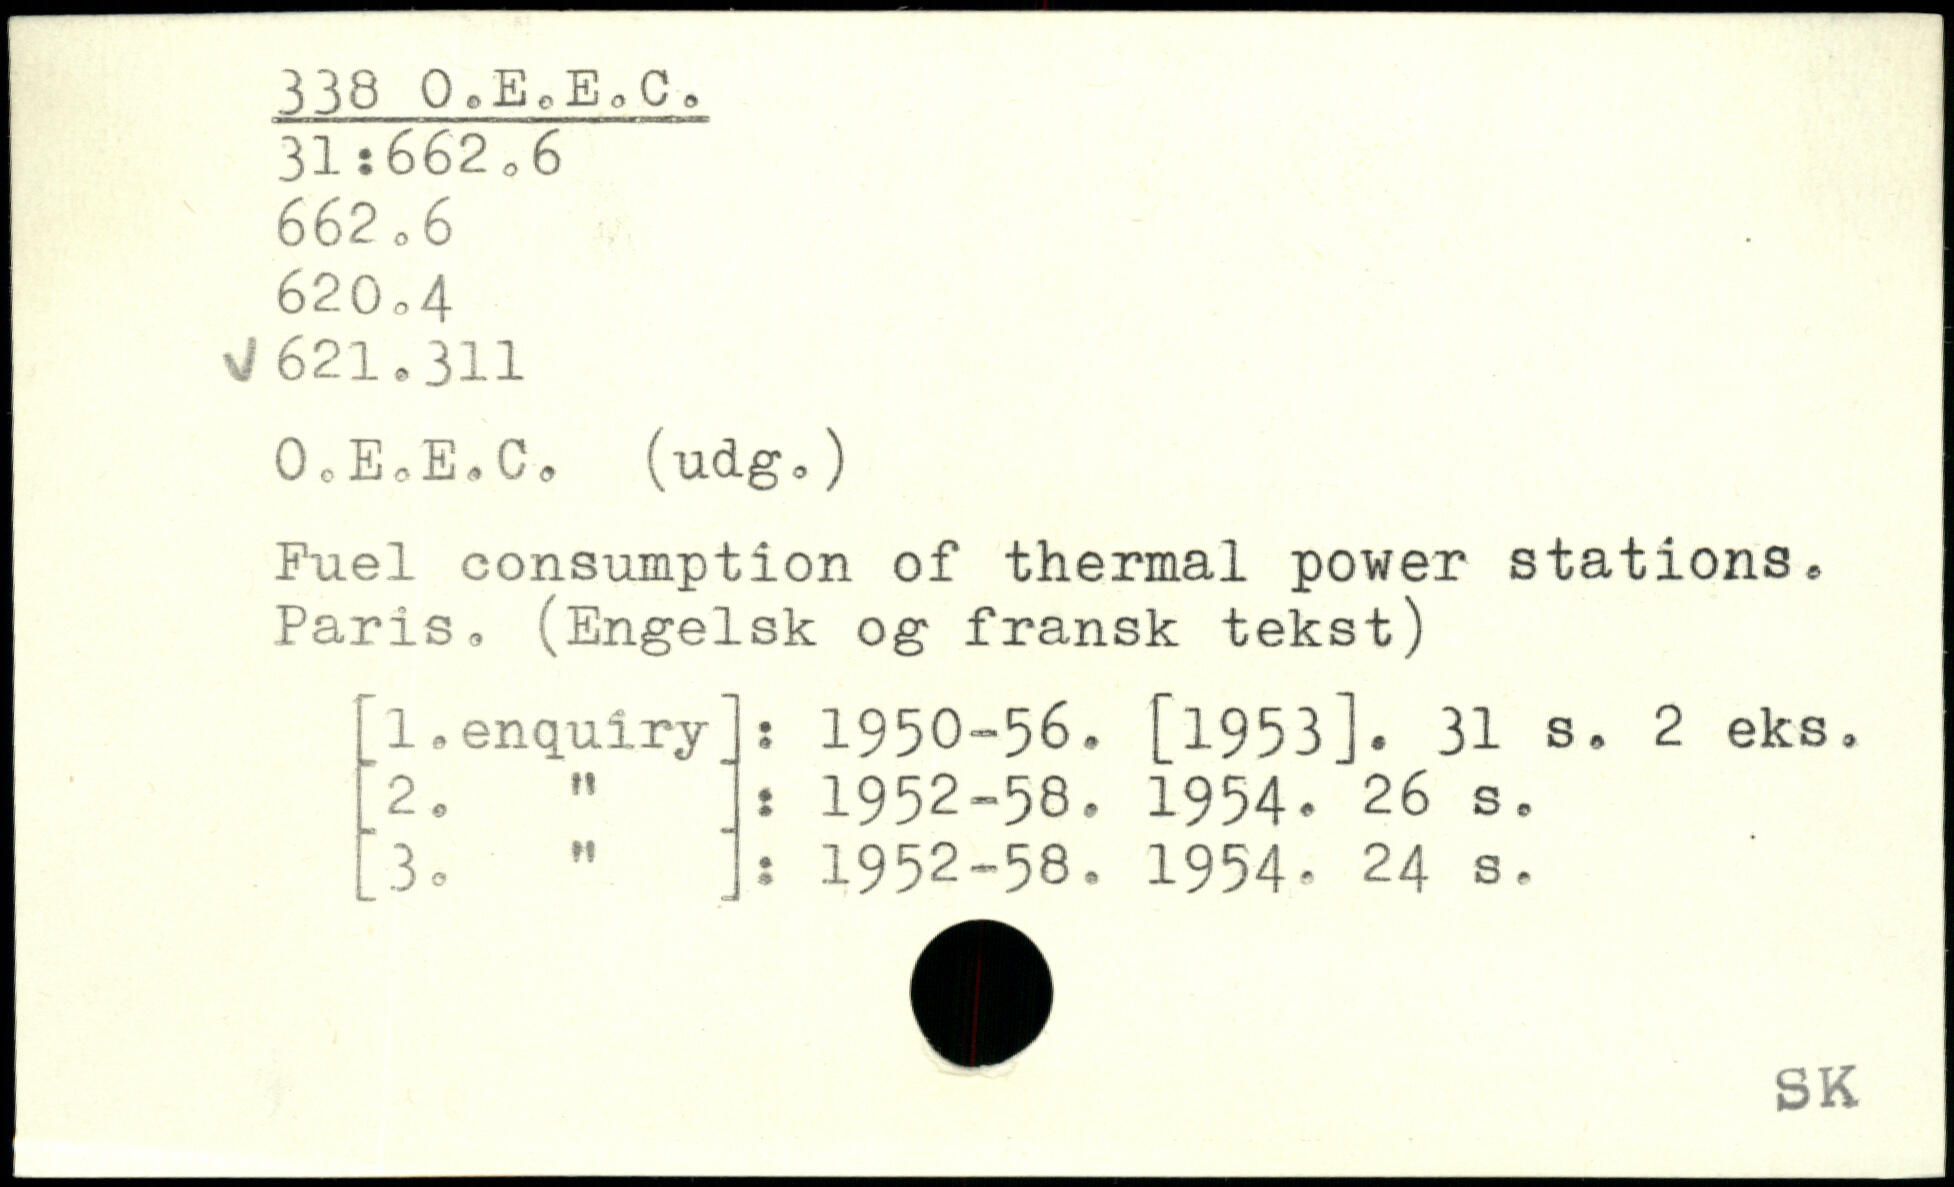 338 O.E.E.C.
31:662.6
662.6
620.4
✓ 621.311
O.E.E.C. (udg.)
Fuel consumption of thermal power stations.
Paris. (Engelsk og fransk tekst)
[1.enquiry]: 1950-56. [1953]. 31 s. 2 eks.
[2. " ]: 1952-58. 1954. 26 s.
[3. " ]: 1952-58. 1954. 24 s.
SK